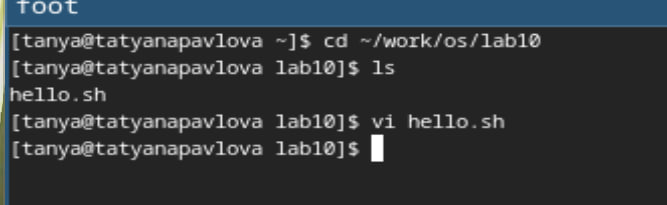 foot
[tanya@tatyanapavlova ~]$ cd ~/work/os/lab10
[tanya@tatyanapavlova lab10]$ ls
hello.sh
[tanya@tatyanapavlova lab10]$ vi hello.sh
[tanya@tatyanapavlova lab10]$